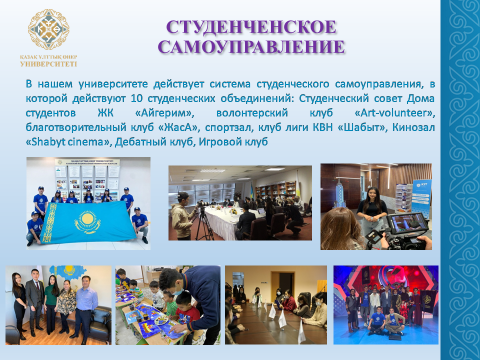 СТУДЕНЧЕСКОЕ
САМОУПРАВЛЕНИЕ
ҚАЗАҚ ҰЛТТЫҚ ӨНЕР
УНИВЕРСИТЕТІ
В нашем университете действует система студенческого самоуправления, в
которой действуют 10 студенческих объединений: Студенческий совет Дома
студентов ЖК «Айгерим», волонтерский клуб «Art-volunteer»,
благотворительный клуб «ЖасА», спортзал, клуб лиги КВН «Шабыт», Кинозал
«Shabyt cinema», Дебатный клуб, Игровой клуб